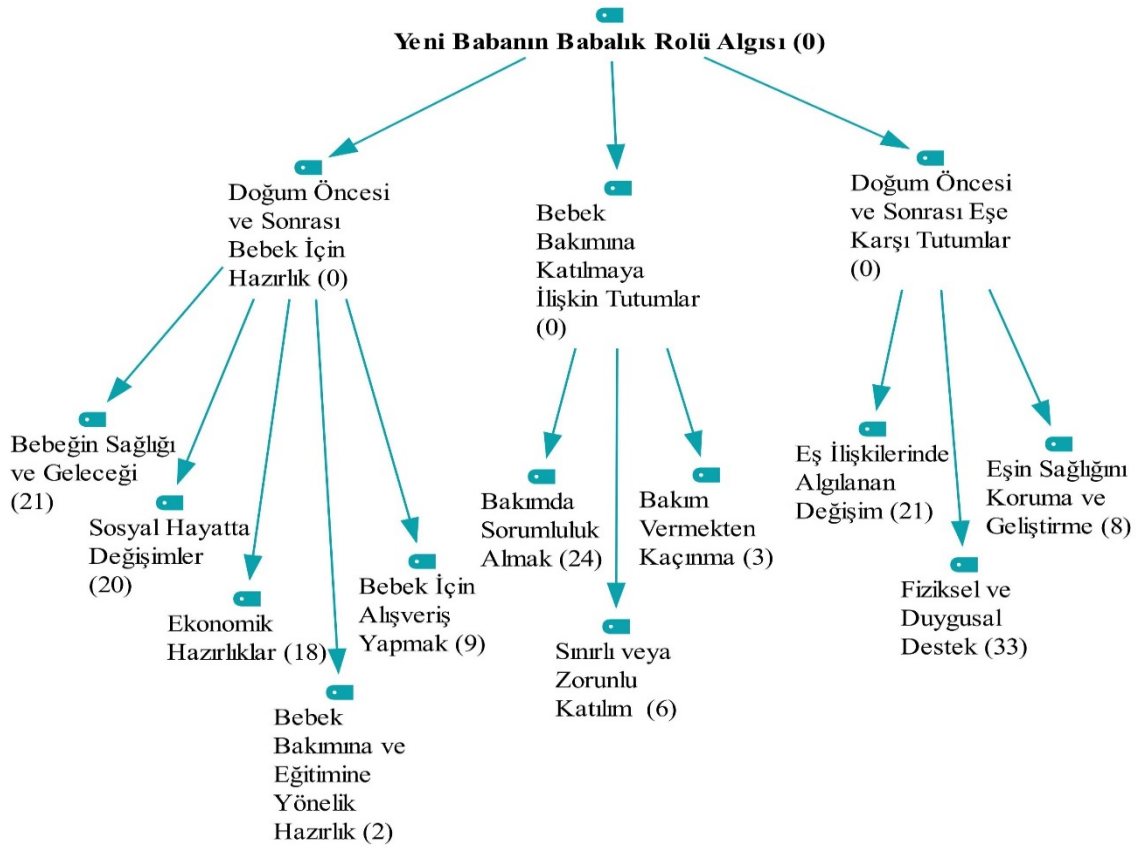 Yeni Babanın Babalık Rolü Algısı (0)
Doğum Öncesi
ve Sonrası
Bebek İçin
Hazırlık (0)
Bebek
Bakımına
Katılmaya
İlişkin Tutumlar
(0)
Doğum Öncesi
ve Sonrası Eşe
Karşı Tutumlar
(0)
Bebeğin Sağlığı
ve Geleceği
(21)
Sosyal Hayatta
Değişimler
(20)
Ekonomik
Hazırlıklar (18)
Bebek
Bakımına ve
Eğitimine
Yönelik
Hazırlık (2)
Bebek İçin
Alışveriş
Yapmak (9)
Bakımda
Sorumluluk
Almak (24)
Sınırlı veya
Zorunlu
Katılım (6)
Bakım
Vermekten
Kaçınma (3)
Eş İlişkilerinde
Algılanan
Değişim (21)
Fiziksel ve
Duygusal
Destek (33)
Eşin Sağlığını
Koruma ve
Geliştirme (8)